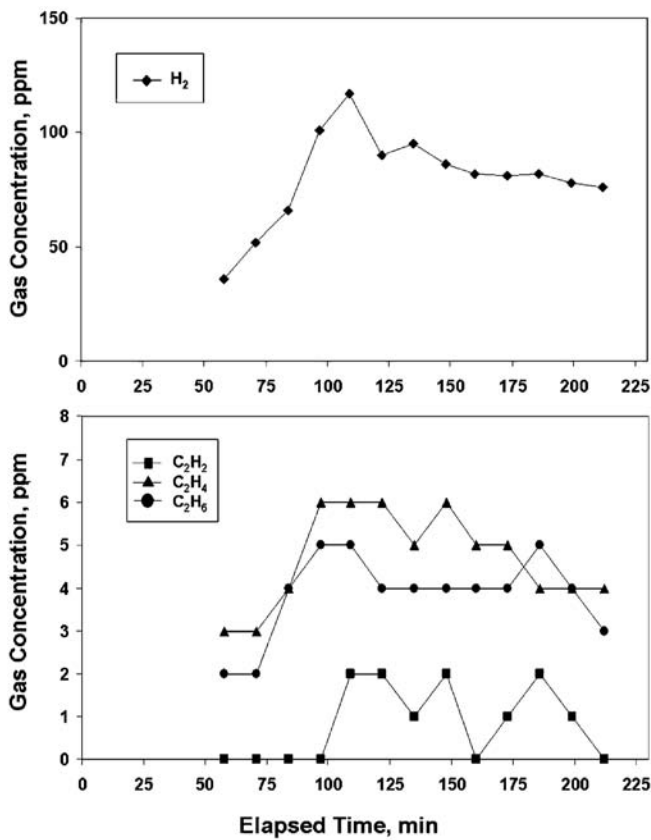 Gas Concentration, ppm
150
100
50
0
H₂
0 25 50 75 100 125 150 175 200 225
Gas Concentration, ppm
8
7
6
5
4
3
2
1
0
C₂H₂
C₂H₄
C₂H₆
0 25 50 75 100 125 150 175 200 225
Elapsed Time, min